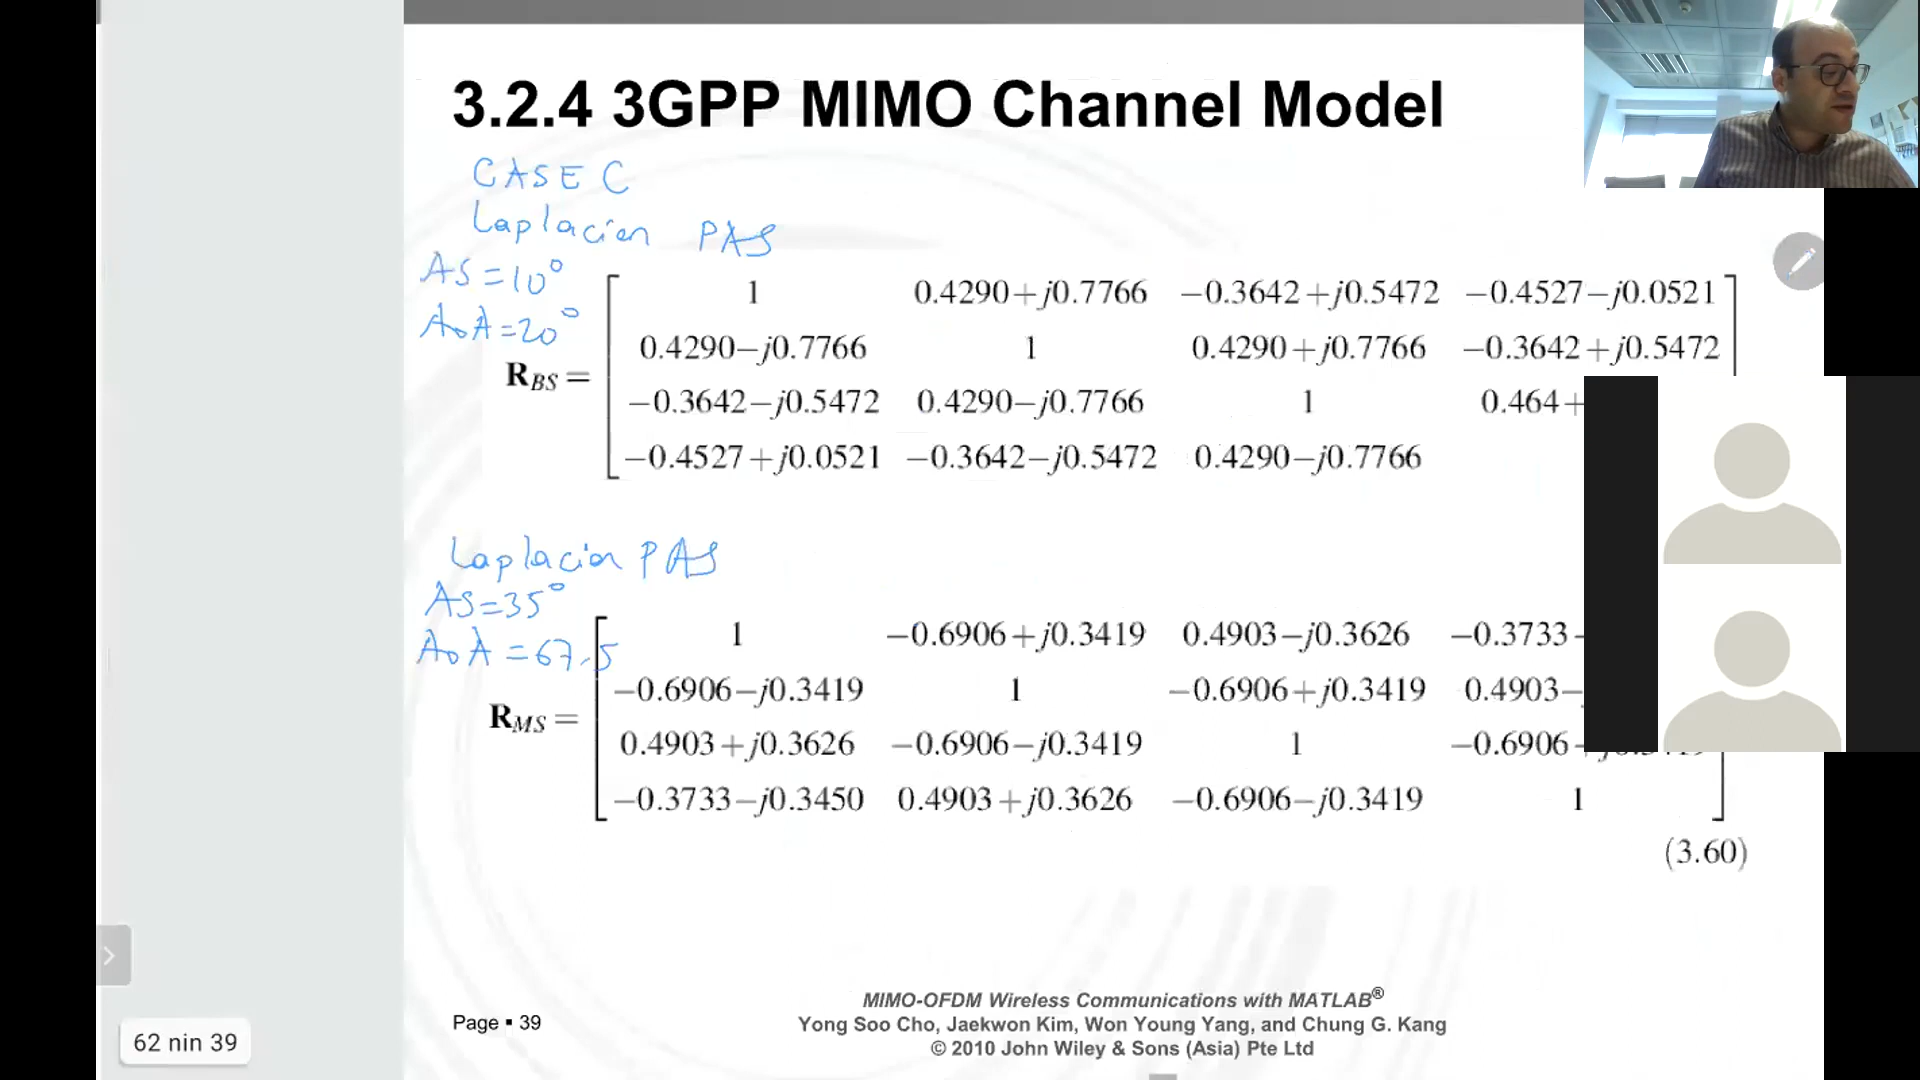 3.2.4 3GPP MIMO Channel Model
CASE C
Laplacian PAS
AS=10°
AoA=20°
1 0.4290+j0.7766 −0.3642+j0.5472 −0.4527−j0.0521
0.4290−j0.7766 1 0.4290+j0.7766 −0.3642+j0.5472
R_BS =
−0.3642−j0.5472 0.4290−j0.7766 1 0.464+
−0.4527+j0.0521 −0.3642−j0.5472 0.4290−j0.7766
Laplacian PAS
AS=35°
AoA=67.5
1 −0.6906+j0.3419 0.4903−j0.3626 −0.3733
−0.6906−j0.3419 1 −0.6906+j0.3419 0.4903−
R_MS =
0.4903+j0.3626 −0.6906−j0.3419 1 −0.6906
−0.3733−j0.3450 0.4903+j0.3626 −0.6906−j0.3419 1
(3.60)
MIMO-OFDM Wireless Communications with MATLAB®
Page ▪ 39
Yong Soo Cho, Jaekwon Kim, Won Young Yang, and Chung G. Kang
© 2010 John Wiley & Sons (Asia) Pte Ltd
62 nin 39